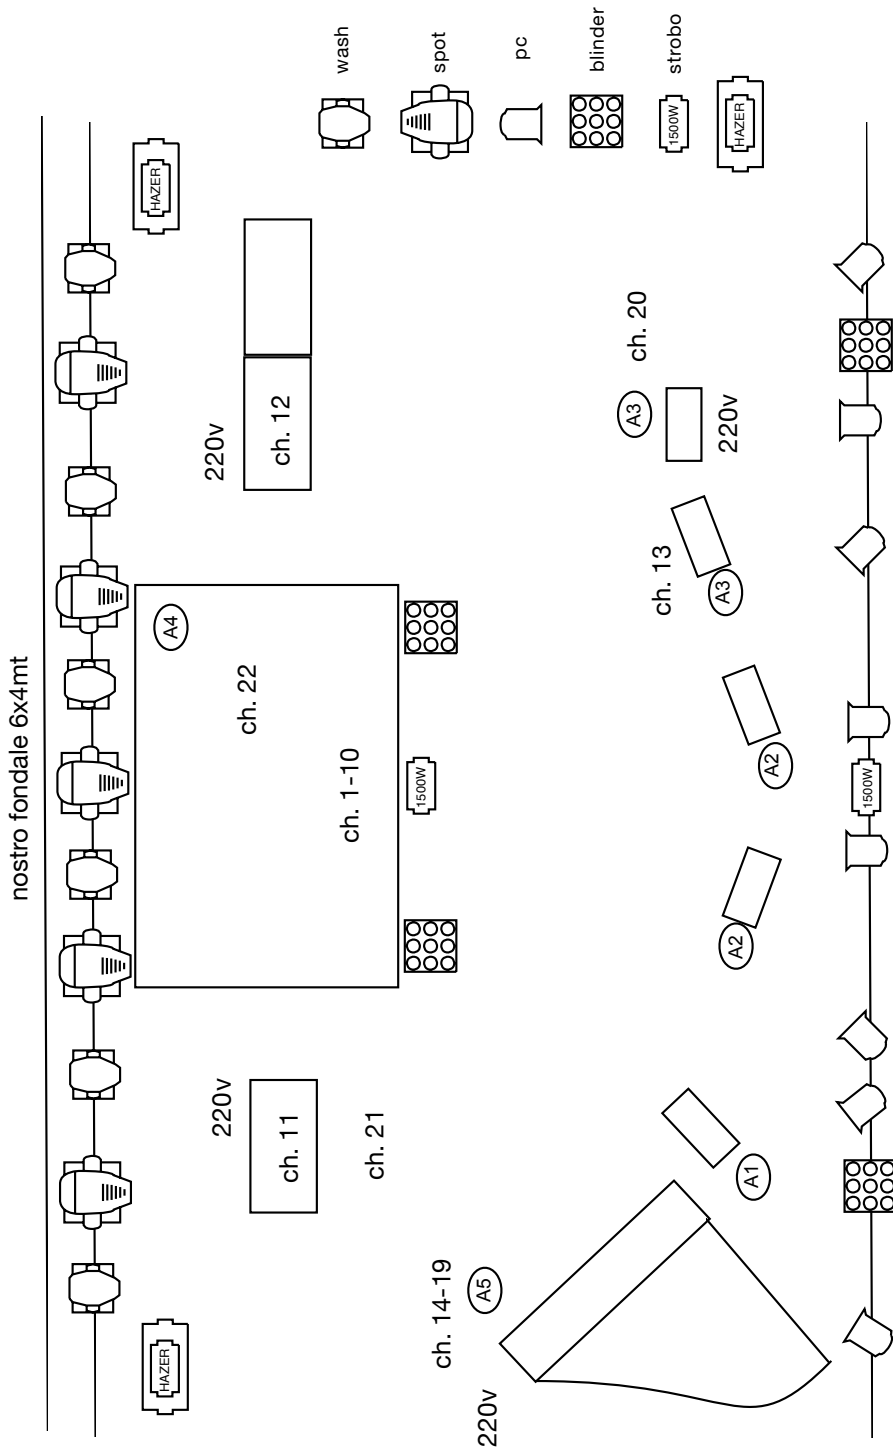 nostro fondale 6x4mt
HAZER
A4
HAZER
220v
ch. 22
220v
ch. 11
ch. 12
ch. 1-10
ch. 21
1500W
ch. 14-19
A5
220v
A3
ch. 20
ch. 13
A3
220v
A2
A2
A1
1500W
wash
spot
pc
blinder
1500W
strobo
HAZER